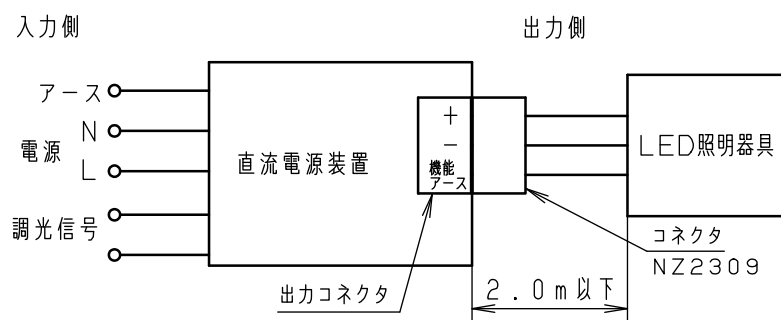 入力側
出力側
アース
N
電源
L
調光信号
直流電源装置
+
-
機能
アース
LED照明器具
コネクタ
NZ2309
出力コネクタ
2.0m以下